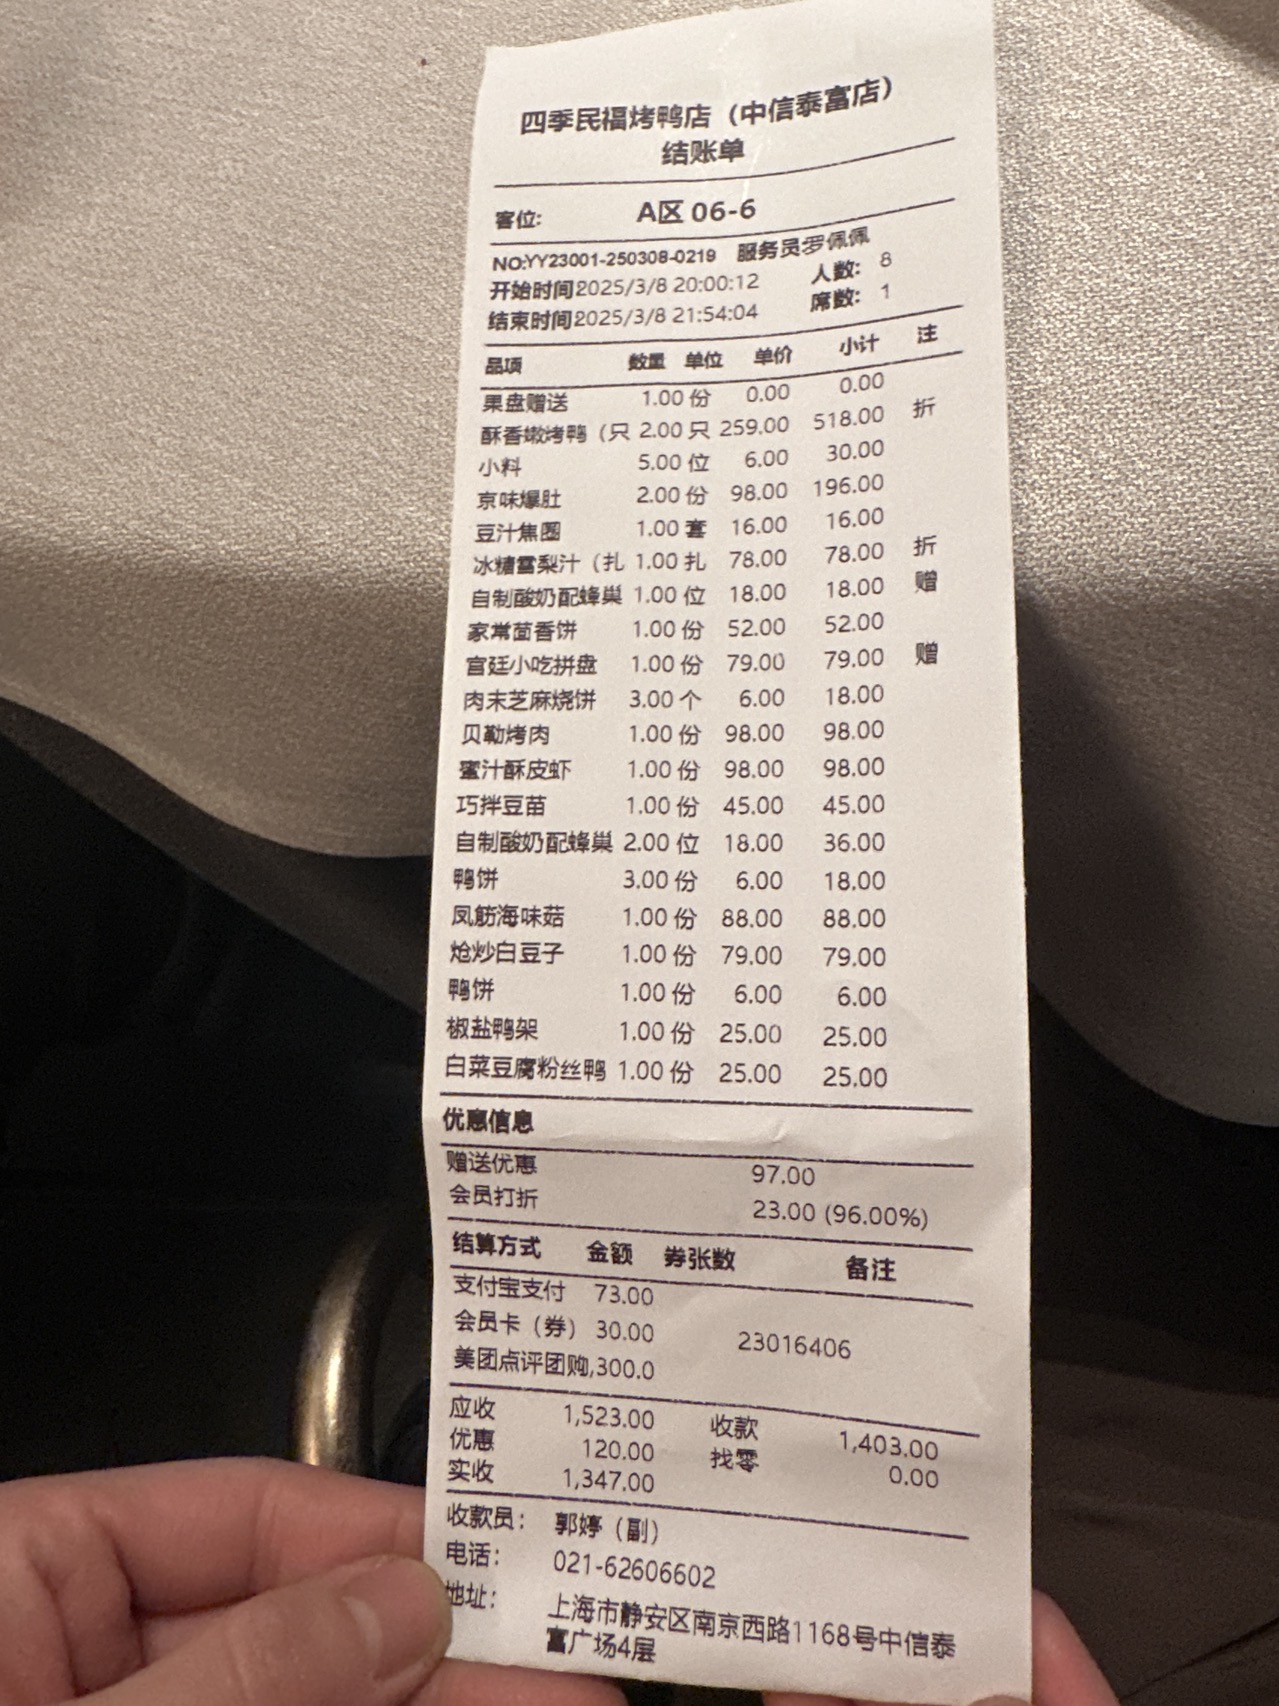 四季民福烤鸭店（中信泰富店）
结账单
客位: A区 06-6
NO:YY23001-250308-0219 服务员罗佩佩
开始时间2025/3/8 20:00:12 人数: 8
结束时间2025/3/8 21:54:04 席数: 1
品项 数量 单位 单价 小计 注
果盘赠送 1.00 份 0.00 0.00
酥香嫩烤鸭（只 2.00 只 259.00 518.00 折
小料 5.00 位 6.00 30.00
京味爆肚 2.00 份 98.00 196.00
豆汁焦圈 1.00 套 16.00 16.00
冰糖雪梨汁（扎 1.00 扎 78.00 78.00 折
自制酸奶配蜂巢 1.00 位 18.00 18.00 赠
家常茴香饼 1.00 份 52.00 52.00
宫廷小吃拼盘 1.00 份 79.00 79.00 赠
肉末芝麻烧饼 3.00 个 6.00 18.00
贝勒烤肉 1.00 份 98.00 98.00
蜜汁酥皮虾 1.00 份 98.00 98.00
巧拌豆苗 1.00 份 45.00 45.00
自制酸奶配蜂巢 2.00 位 18.00 36.00
鸭饼 3.00 份 6.00 18.00
凤筋海味菇 1.00 份 88.00 88.00
炝炒白豆子 1.00 份 79.00 79.00
鸭饼 1.00 份 6.00 6.00
椒盐鸭架 1.00 份 25.00 25.00
白菜豆腐粉丝鸭 1.00 份 25.00 25.00
优惠信息
赠送优惠 97.00
会员打折 23.00 (96.00%)
结算方式 金额 券张数 备注
支付宝支付 73.00
会员卡（券） 30.00 23016406
美团点评团购,300.0
应收 1,523.00 收款 1,403.00
优惠 120.00 找零 0.00
实收 1,347.00
收款员: 郭婷（副）
电话: 021-62606602
地址: 上海市静安区南京西路1168号中信泰
富广场4层